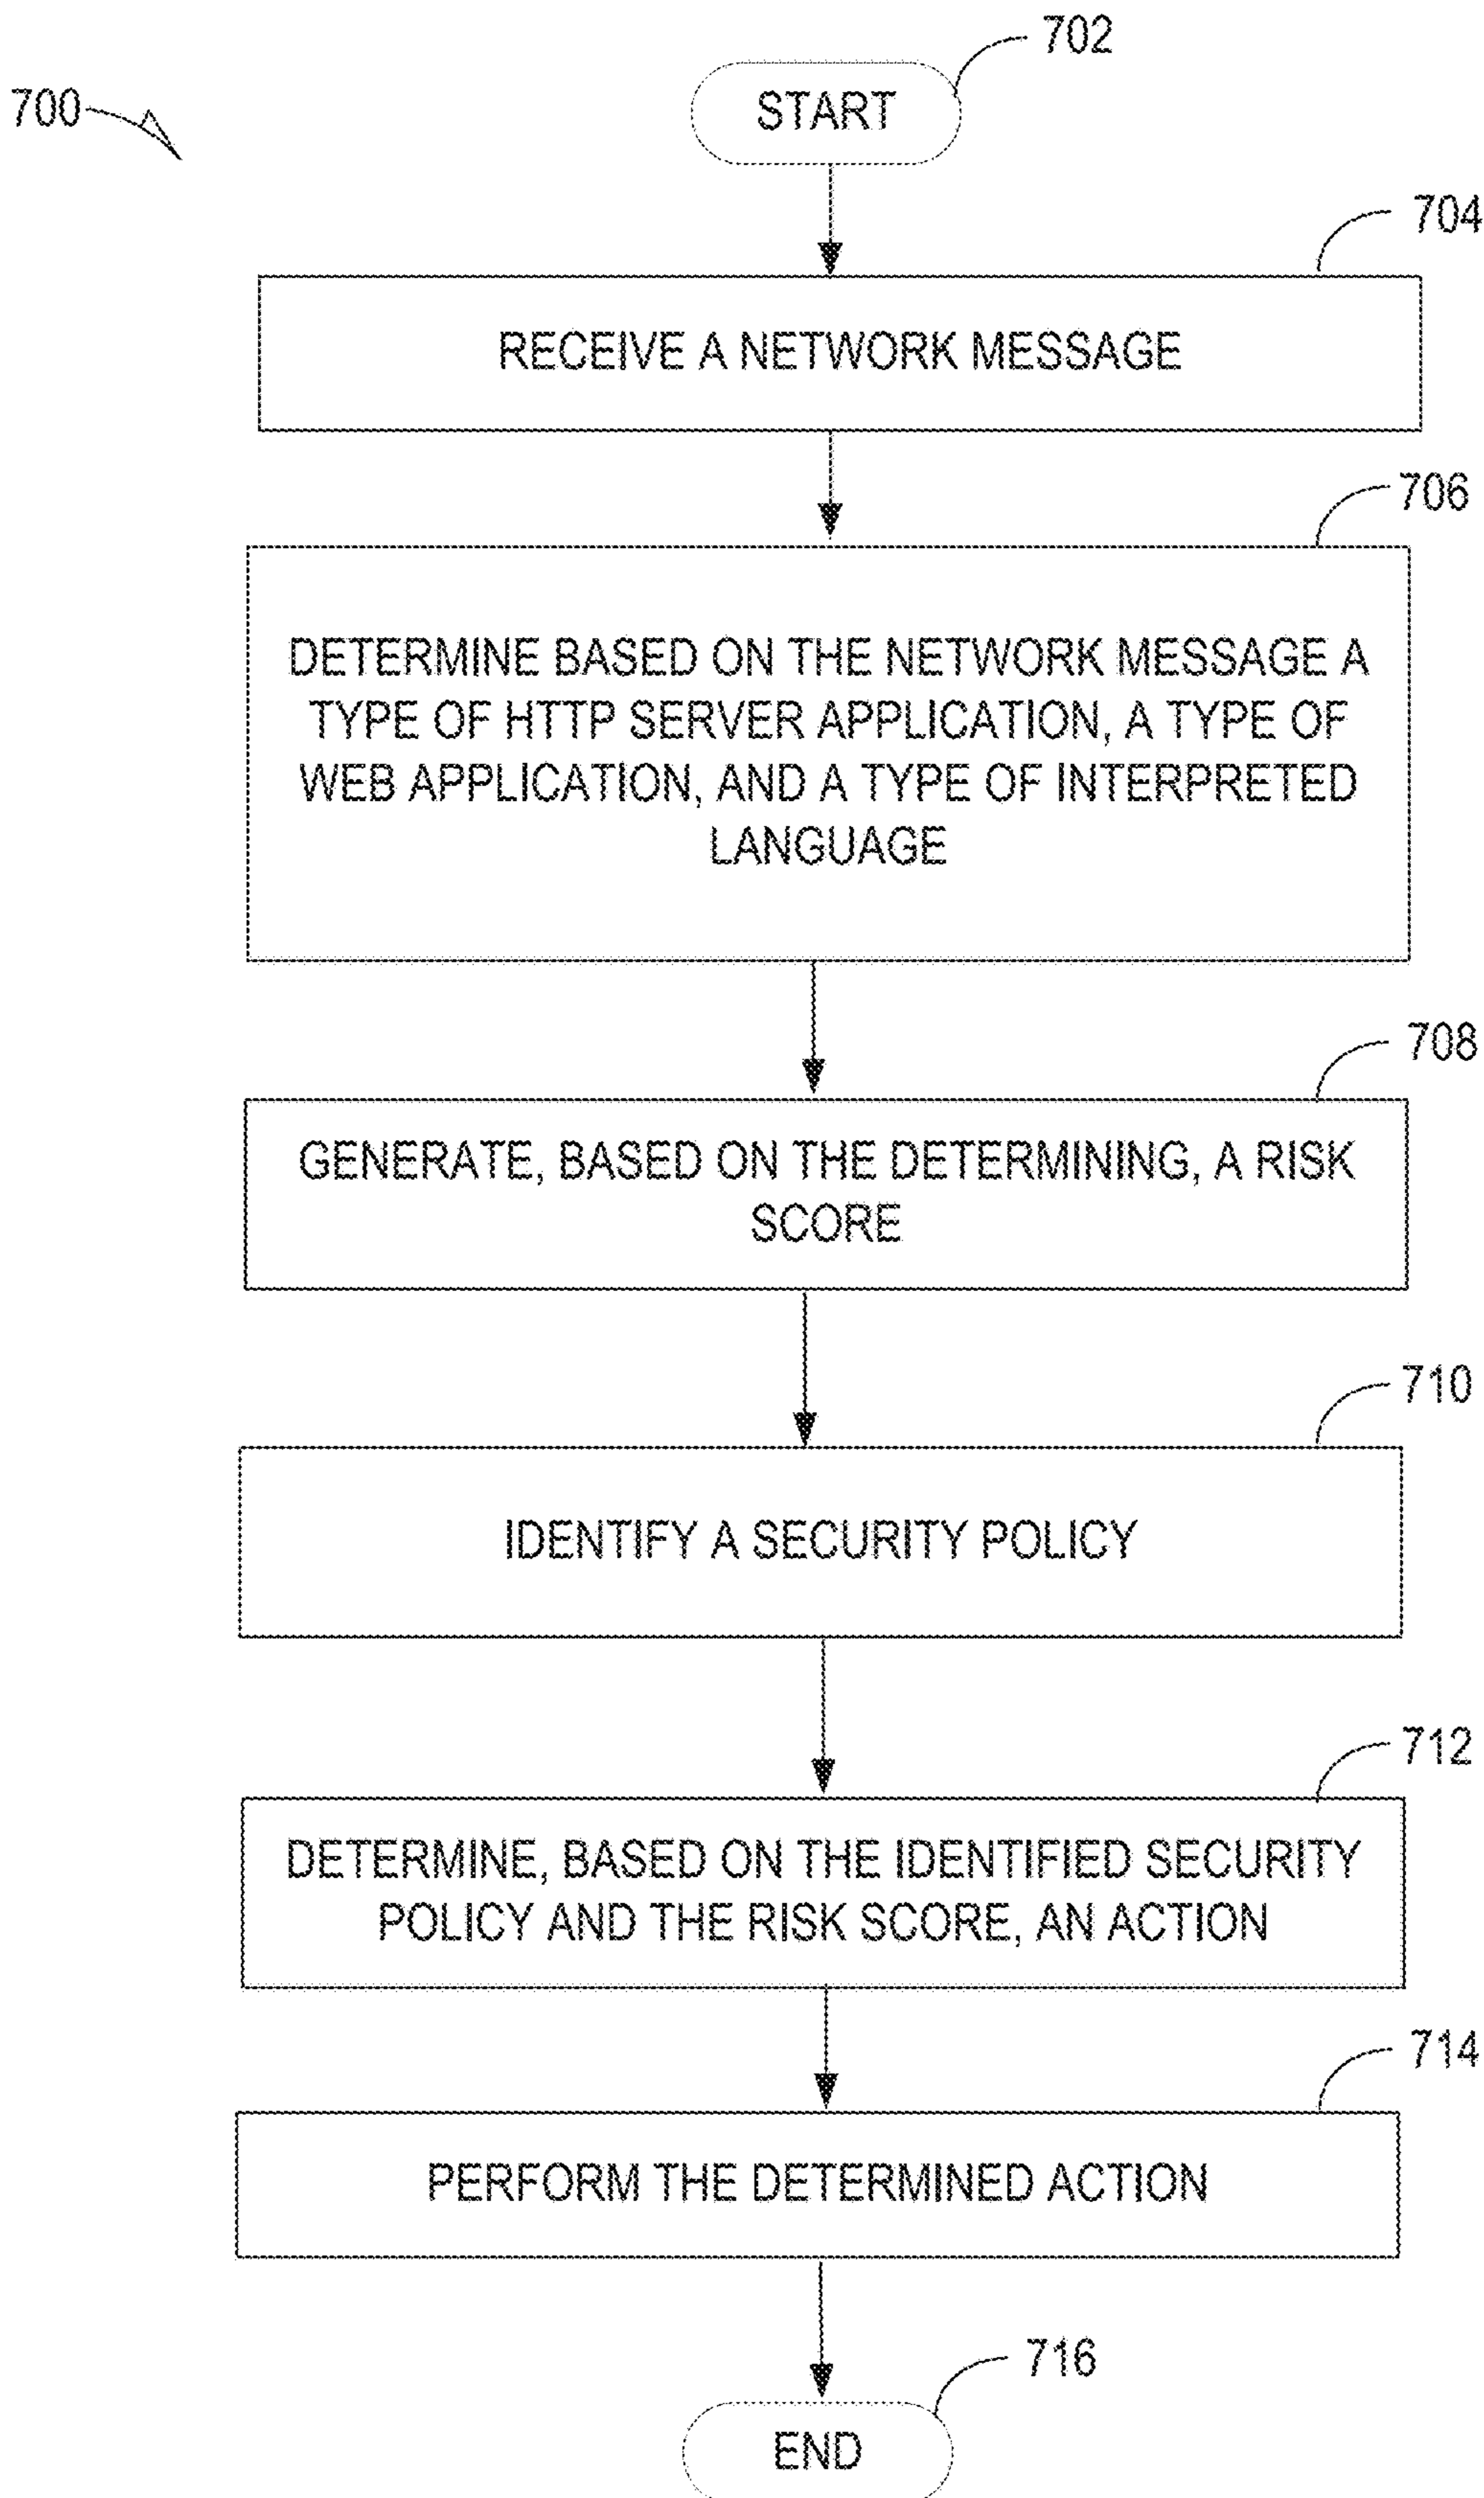 702
START
700
704
RECEIVE A NETWORK MESSAGE
706
DETERMINE BASED ON THE NETWORK MESSAGE A
TYPE OF HTTP SERVER APPLICATION, A TYPE OF
WEB APPLICATION, AND A TYPE OF INTERPRETED
LANGUAGE
708
GENERATE, BASED ON THE DETERMINING, A RISK
SCORE
710
IDENTIFY A SECURITY POLICY
712
DETERMINE, BASED ON THE IDENTIFIED SECURITY
POLICY AND THE RISK SCORE, AN ACTION
714
PERFORM THE DETERMINED ACTION
716
END